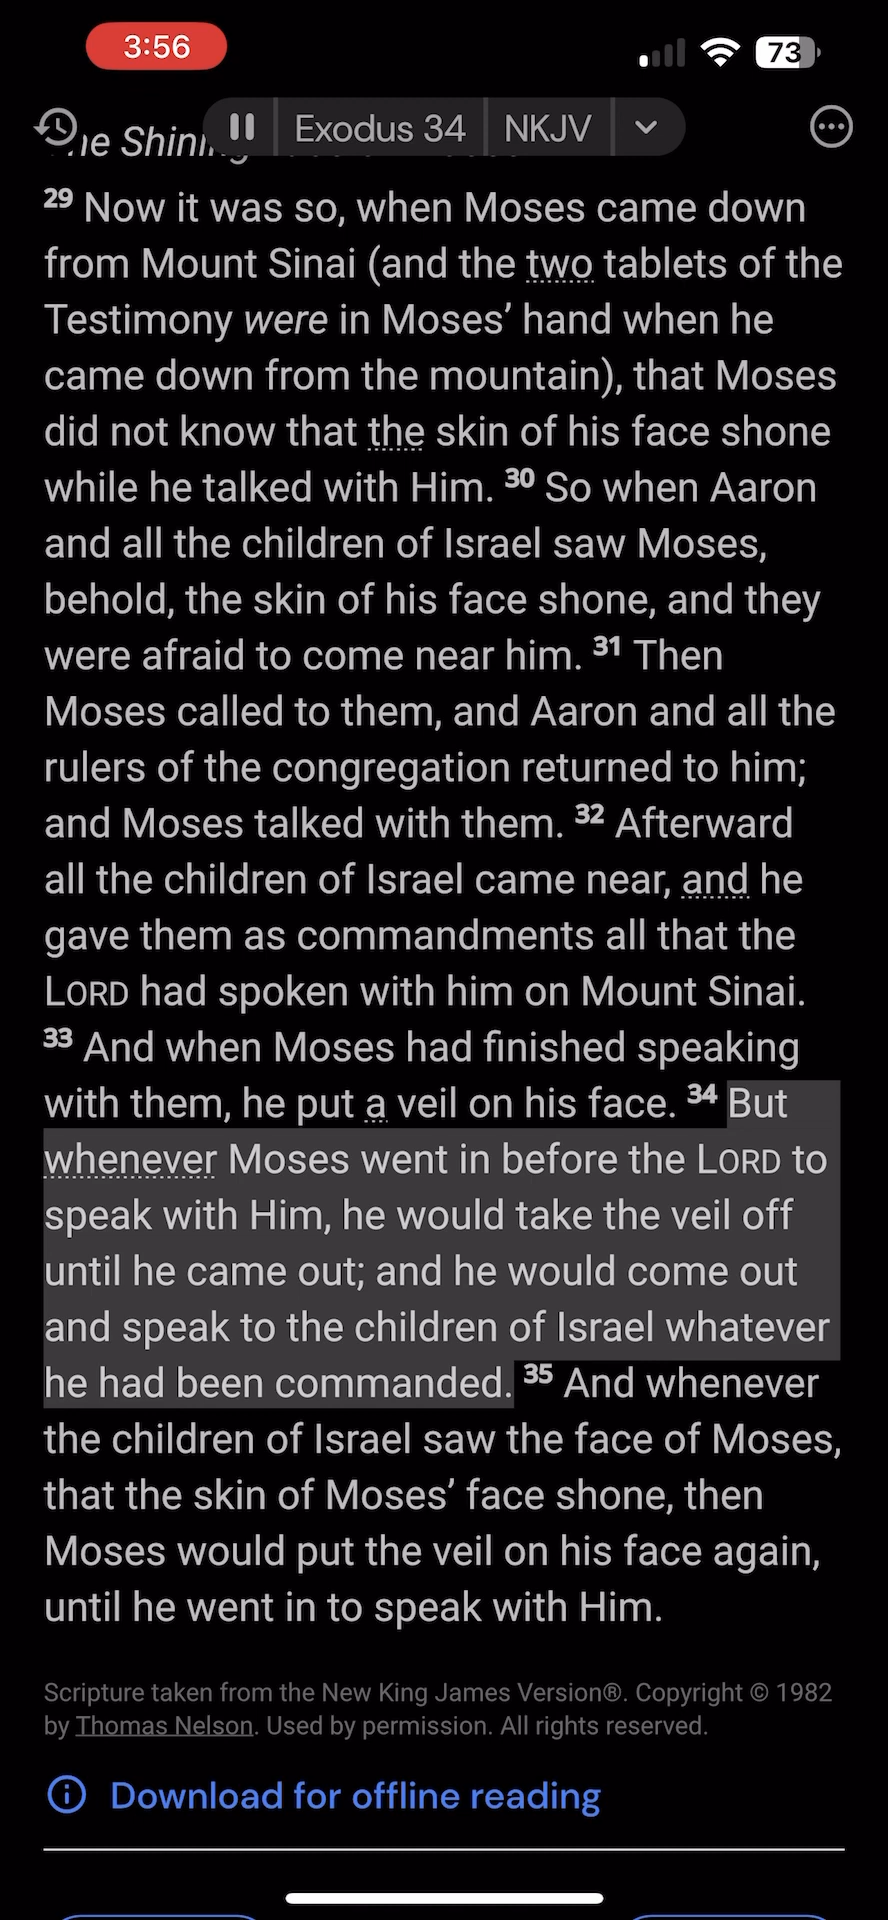 3:56
73
Exodus 34 NKJV
he Shining
29 Now it was so, when Moses came down
from Mount Sinai (and the two tablets of the
Testimony were in Moses’ hand when he
came down from the mountain), that Moses
did not know that the skin of his face shone
while he talked with Him. 30 So when Aaron
and all the children of Israel saw Moses,
behold, the skin of his face shone, and they
were afraid to come near him. 31 Then
Moses called to them, and Aaron and all the
rulers of the congregation returned to him;
and Moses talked with them. 32 Afterward
all the children of Israel came near, and he
gave them as commandments all that the
LORD had spoken with him on Mount Sinai.
33 And when Moses had finished speaking
with them, he put a veil on his face. 34 But
whenever Moses went in before the LORD to
speak with Him, he would take the veil off
until he came out; and he would come out
and speak to the children of Israel whatever
he had been commanded. 35 And whenever
the children of Israel saw the face of Moses,
that the skin of Moses’ face shone, then
Moses would put the veil on his face again,
until he went in to speak with Him.
Scripture taken from the New King James Version®. Copyright © 1982
by Thomas Nelson. Used by permission. All rights reserved.
Download for offline reading